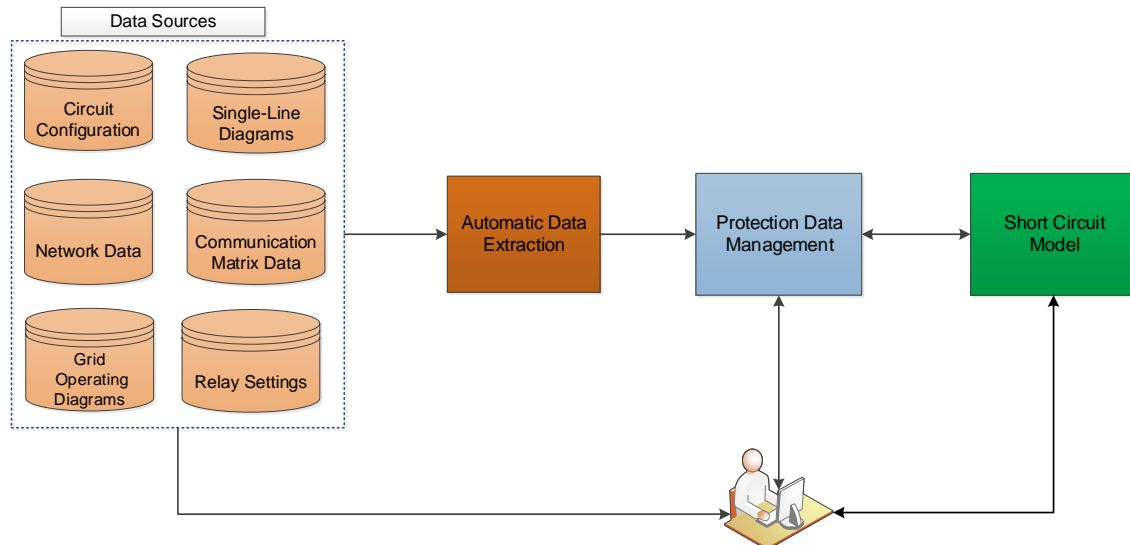 Data Sources
Circuit
Configuration
Single-Line
Diagrams
Network Data
Communication
Matrix Data
Grid
Operating
Diagrams
Relay Settings
Automatic Data
Extraction
Protection Data
Management
Short Circuit
Model